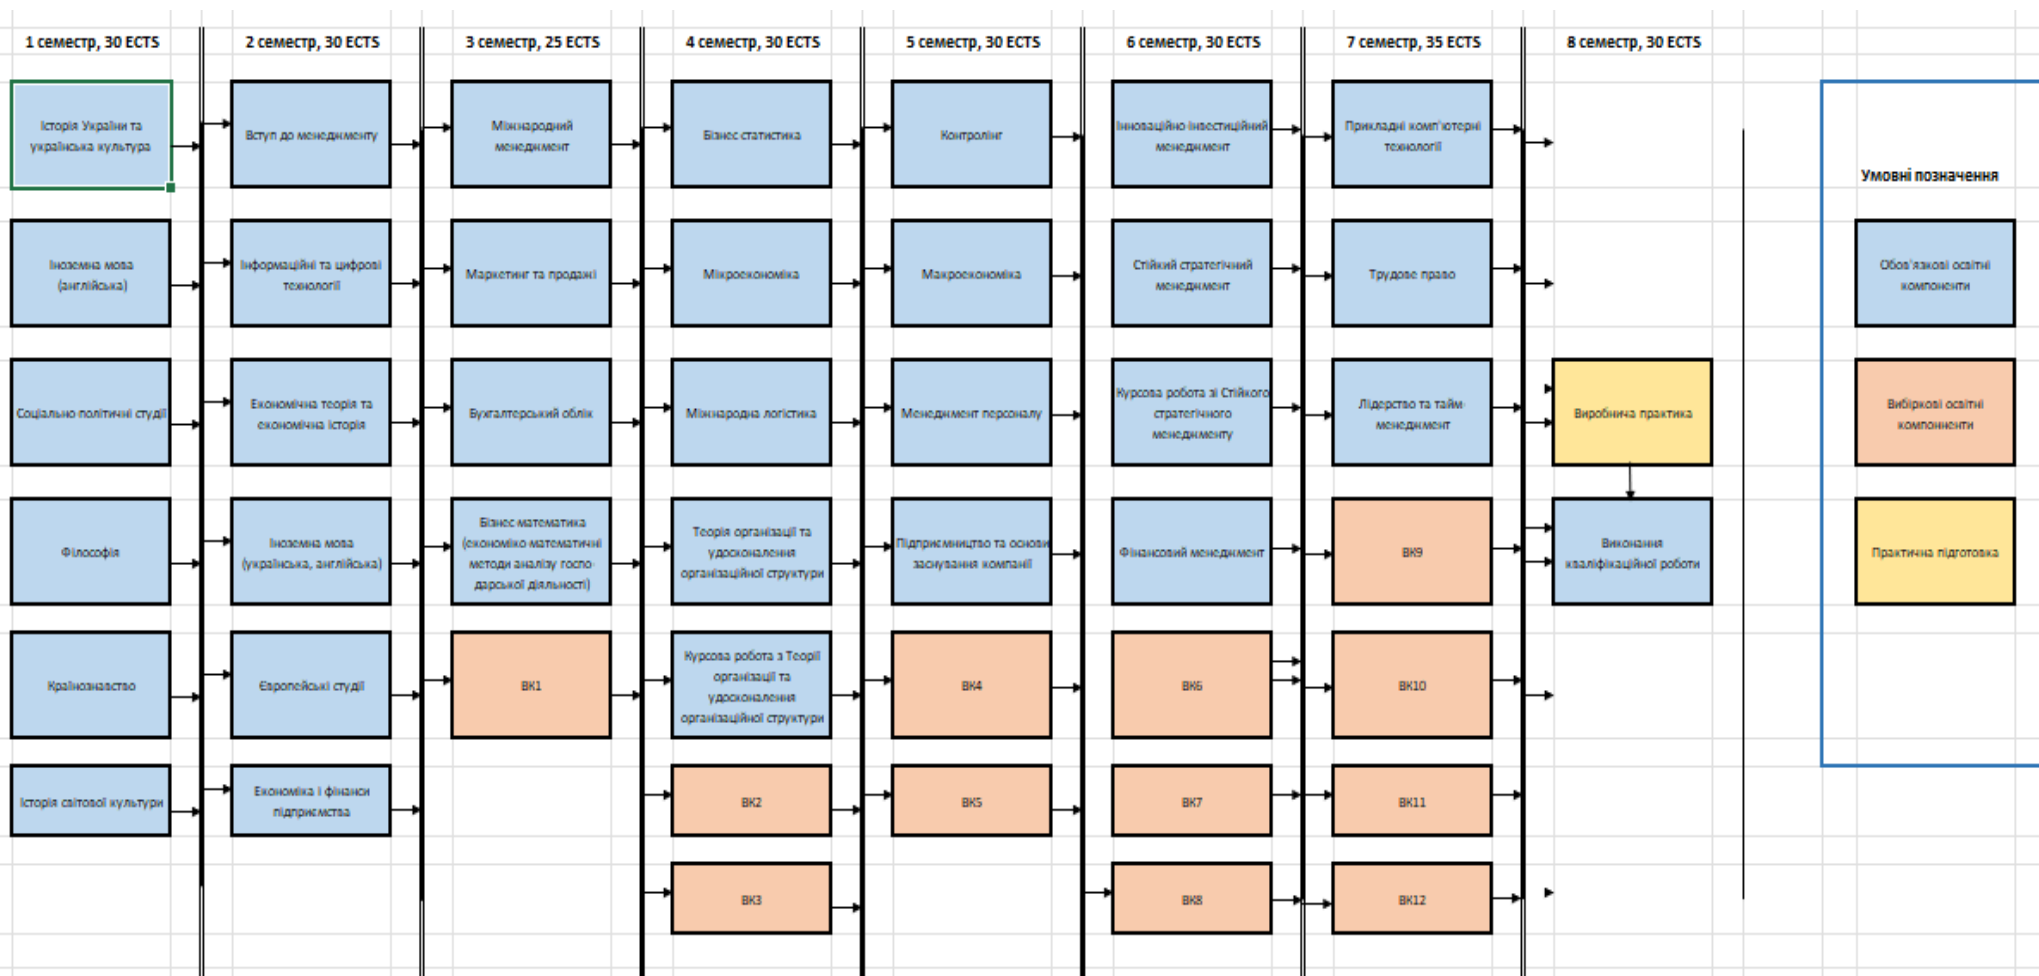 1 семестр, 30 ECTS
2 семестр, 30 ECTS
3 семестр, 25 ECTS
4 семестр, 30 ECTS
5 семестр, 30 ECTS
6 семестр, 30 ECTS
7 семестр, 35 ECTS
8 семестр, 30 ECTS
Історія України та
українська культура
Вступ до менеджменту
Міжнародний
менеджмент
Бізнес-статистика
Контролінг
Інноваційно-інвестиційний
менеджмент
Прикладні комп'ютерні
технології
Умовні позначення
Іноземна мова
(англійська)
Інформаційні та цифрові
технології
Маркетинг та продажі
Мікроекономіка
Макроекономіка
Стійкий стратегічний
менеджмент
Трудове право
Обов'язкові освітні
компоненти
Соціально-політичні студії
Економічна теорія та
економічна історія
Бухгалтерський облік
Міжнародна логістика
Менеджмент персоналу
Курсова робота зі Стійкого
стратегічного
менеджменту
Лідерство та тайм-
менеджмент
Виробнича практика
Вибіркові освітні
компонненти
Філософія
Іноземна мова
(українська, англійська)
Бізнес-математика
(економіко-математичні
методи аналізу госпо-
дарської діяльності)
Теорія організації та
удосконалення
організаційної структури
Підприємництво та основи
заснування компанії
Фінансовий менеджмент
ВК9
Виконання
кваліфікаційної роботи
Практична підготовка
Країнознавство
Європейські студії
ВК1
Курсова робота з Теорії
організації та
удосконалення
організаційної структури
ВК4
ВК6
ВК10
Історія світової культури
Економіка і фінанси
підприємства
ВК2
ВК5
ВК7
ВК11
ВК3
ВК8
ВК12